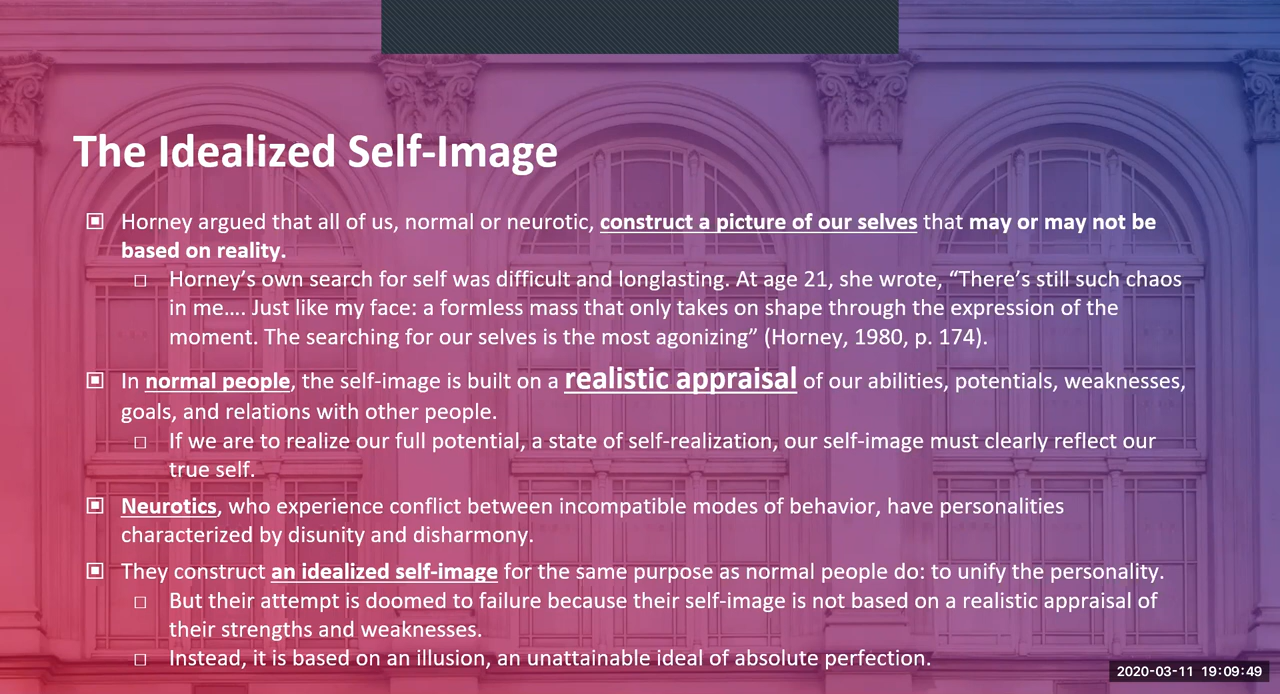 The Idealized Self-Image
Horney argued that all of us, normal or neurotic, construct a picture of our selves that may or may not be
based on reality.
Horney’s own search for self was difficult and longlasting. At age 21, she wrote, “There’s still such chaos
in me…. Just like my face: a formless mass that only takes on shape through the expression of the
moment. The searching for our selves is the most agonizing” (Horney, 1980, p. 174).
In normal people, the self-image is built on a realistic appraisal of our abilities, potentials, weaknesses,
goals, and relations with other people.
If we are to realize our full potential, a state of self-realization, our self-image must clearly reflect our
true self.
Neurotics, who experience conflict between incompatible modes of behavior, have personalities
characterized by disunity and disharmony.
They construct an idealized self-image for the same purpose as normal people do: to unify the personality.
But their attempt is doomed to failure because their self-image is not based on a realistic appraisal of
their strengths and weaknesses.
Instead, it is based on an illusion, an unattainable ideal of absolute perfection.
2020-03-11 19:09:49